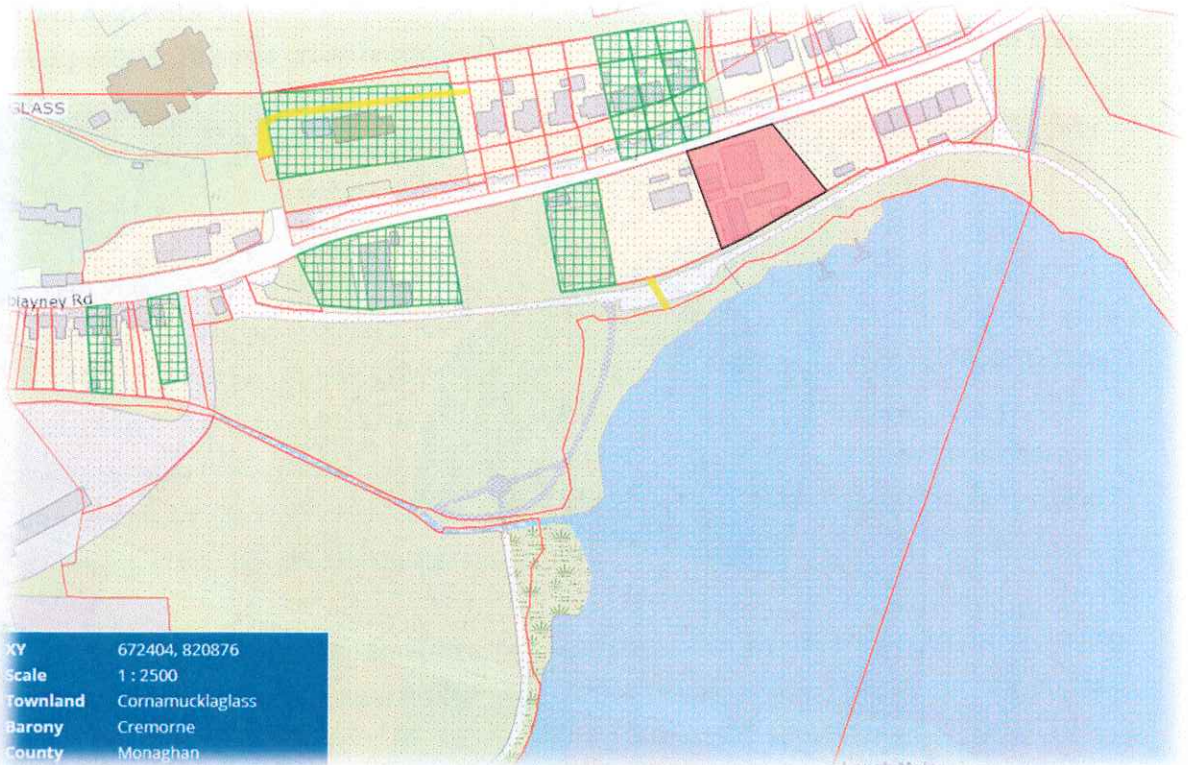 GLASS
blayney Rd
XY 672404, 820876
Scale 1 : 2500
Townland Cornamucklaglass
Barony Cremorne
County Monaghan